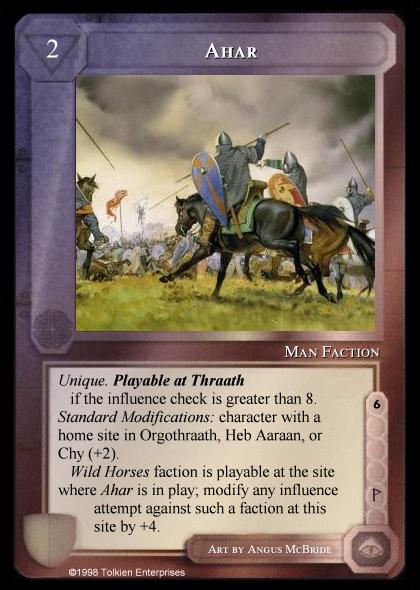 2
AHAR
MAN FACTION
Unique. Playable at Thraath
if the influence check is greater than 8.
Standard Modifications: character with a
home site in Orgothraath, Heb Aaraan, or
Chy (+2).
Wild Horses faction is playable at the site
where Ahar is in play; modify any influence
attempt against such a faction at this
site by +4.
6
ART BY ANGUS MCBRIDE
©1998 Tolkien Enterprises